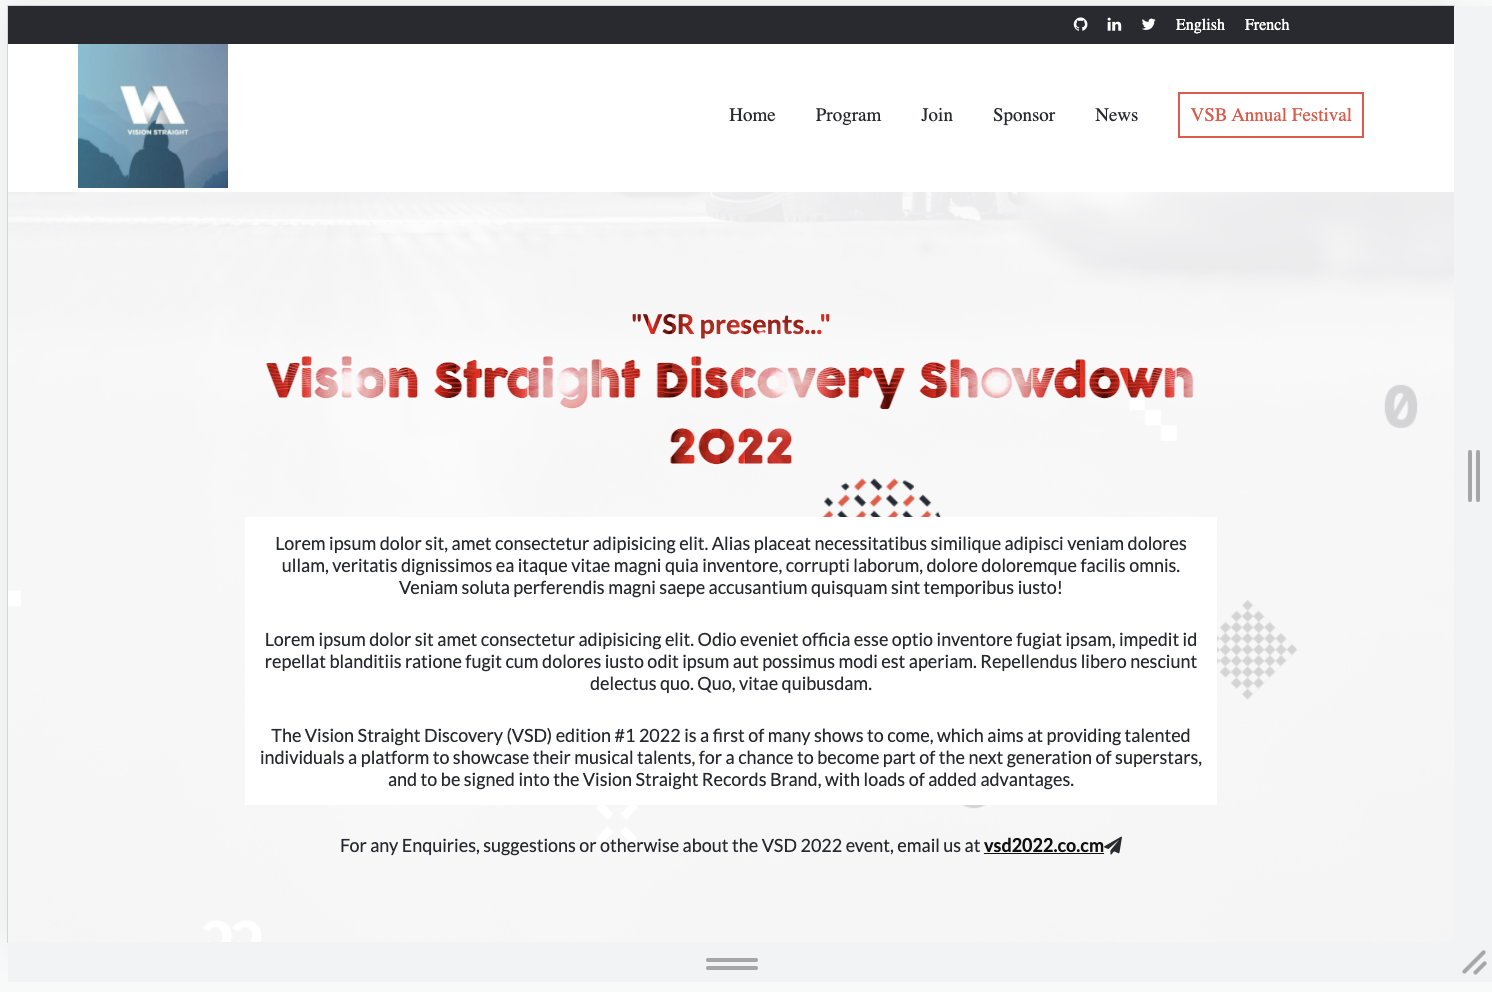 English French
VA
VISION STRAIGHT
Home Program Join Sponsor News VSB Annual Festival
"VSR presents..."
Vision Straight Discovery Showdown
2022
0
Lorem ipsum dolor sit, amet consectetur adipisicing elit. Alias placeat necessitatibus similique adipisci veniam dolores
ullam, veritatis dignissimos ea itaque vitae magni quia inventore, corrupti laborum, dolore doloremque facilis omnis.
Veniam soluta perferendis magni saepe accusantium quisquam sint temporibus iusto!
Lorem ipsum dolor sit amet consectetur adipisicing elit. Odio eveniet officia esse optio inventore fugiat ipsam, impedit id
repellat blanditiis ratione fugit cum dolores iusto odit ipsum aut possimus modi est aperiam. Repellendus libero nesciunt
delectus quo. Quo, vitae quibusdam.
The Vision Straight Discovery (VSD) edition #1 2022 is a first of many shows to come, which aims at providing talented
individuals a platform to showcase their musical talents, for a chance to become part of the next generation of superstars,
and to be signed into the Vision Straight Records Brand, with loads of added advantages.
For any Enquiries, suggestions or otherwise about the VSD 2022 event, email us at vsd2022.co.cm